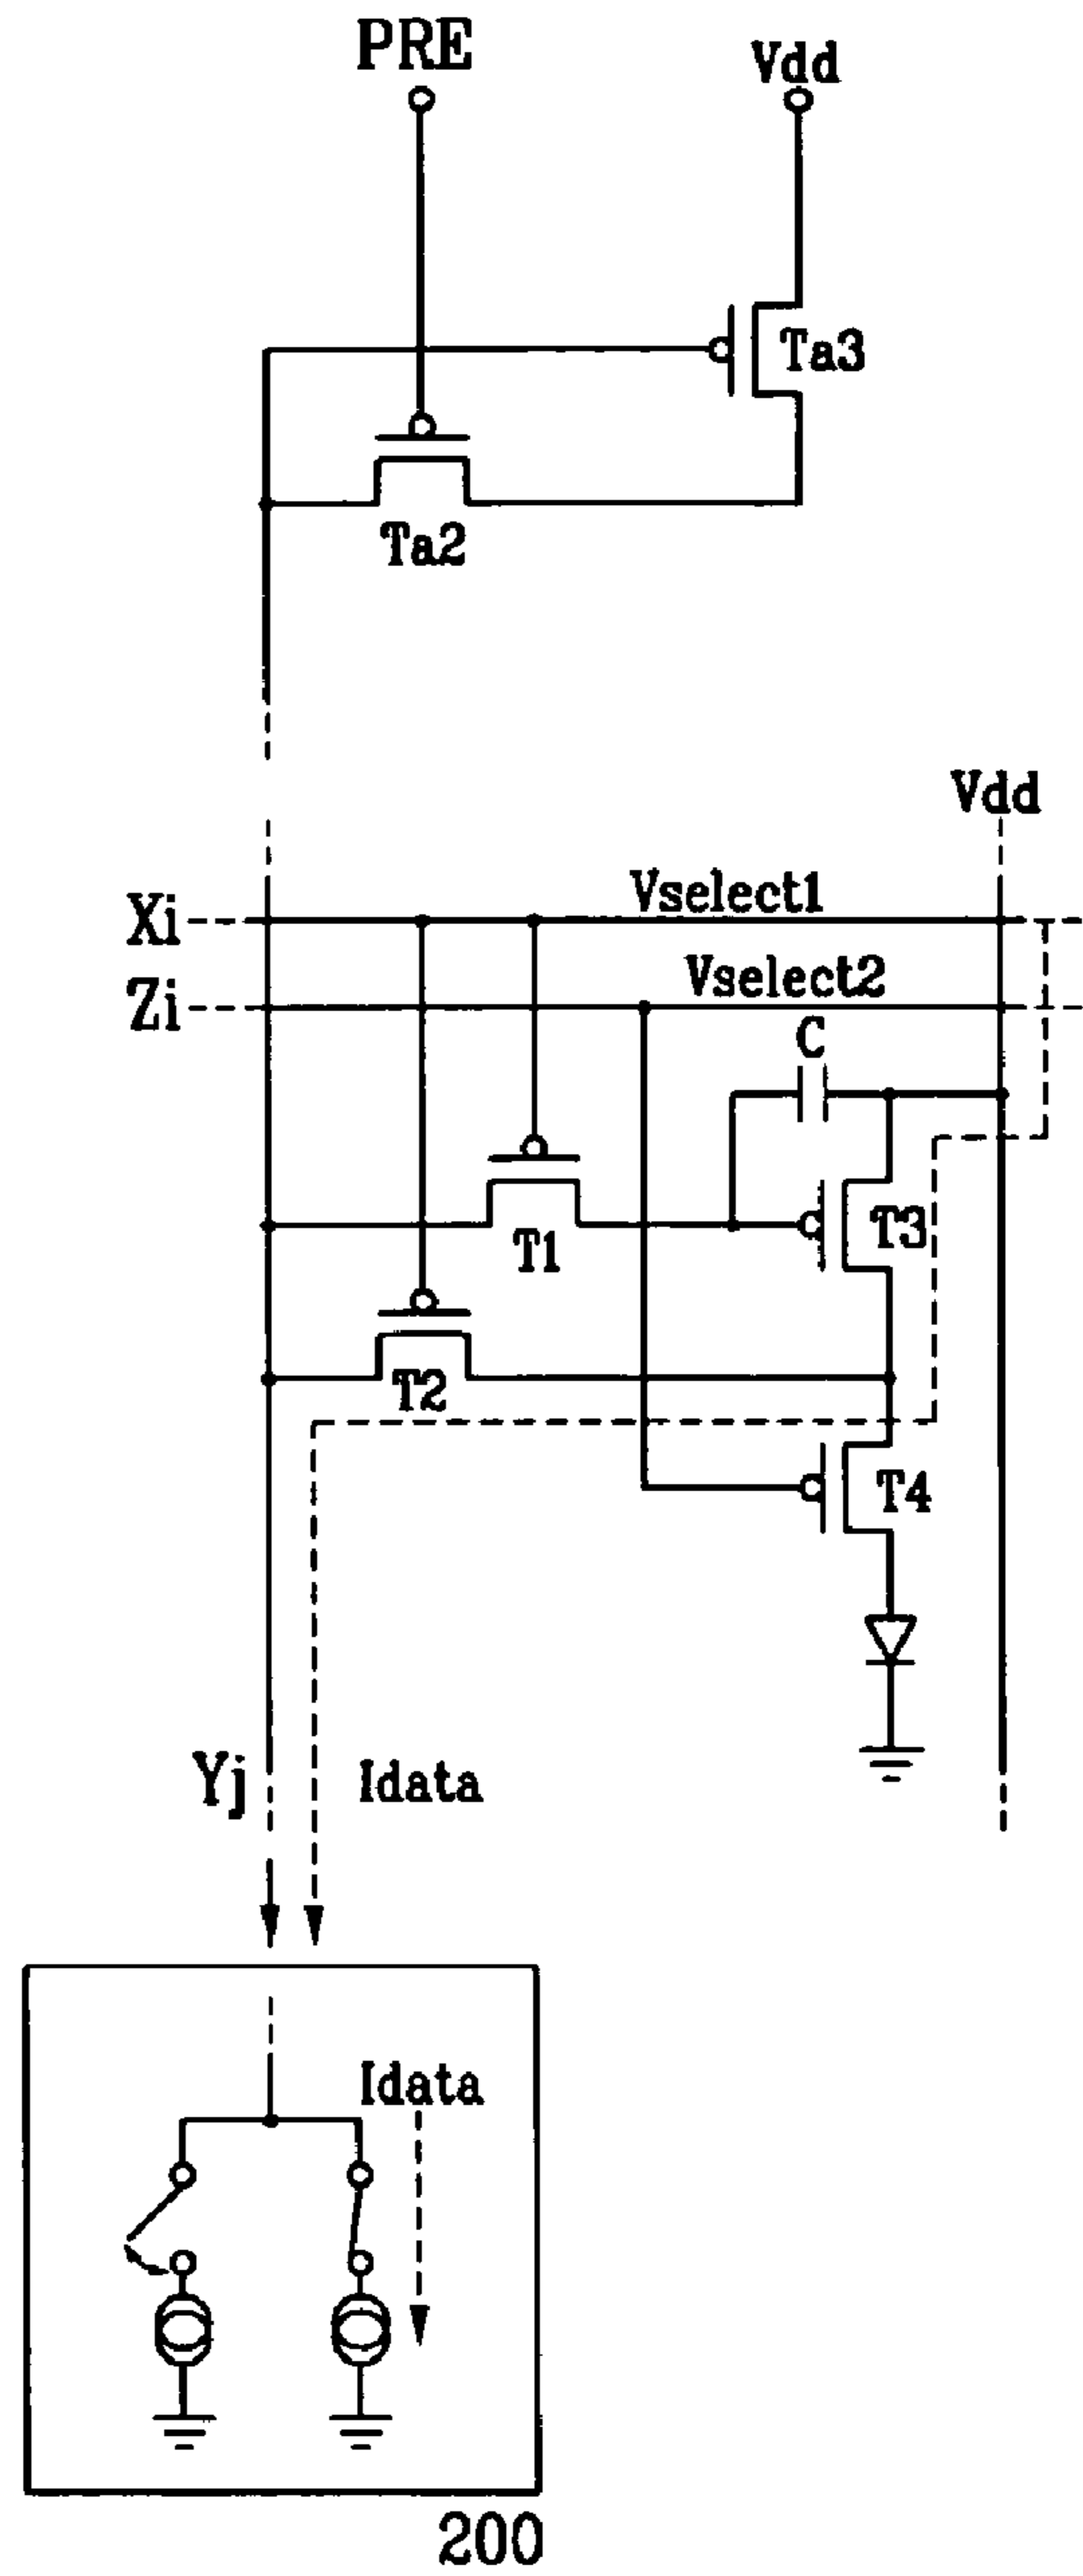 PRE
Vdd
Ta3
Ta2
Vdd
Xi
Vselect1
Zi
Vselect2
C
T1
T3
T2
T4
Yj
Idata
Idata
200